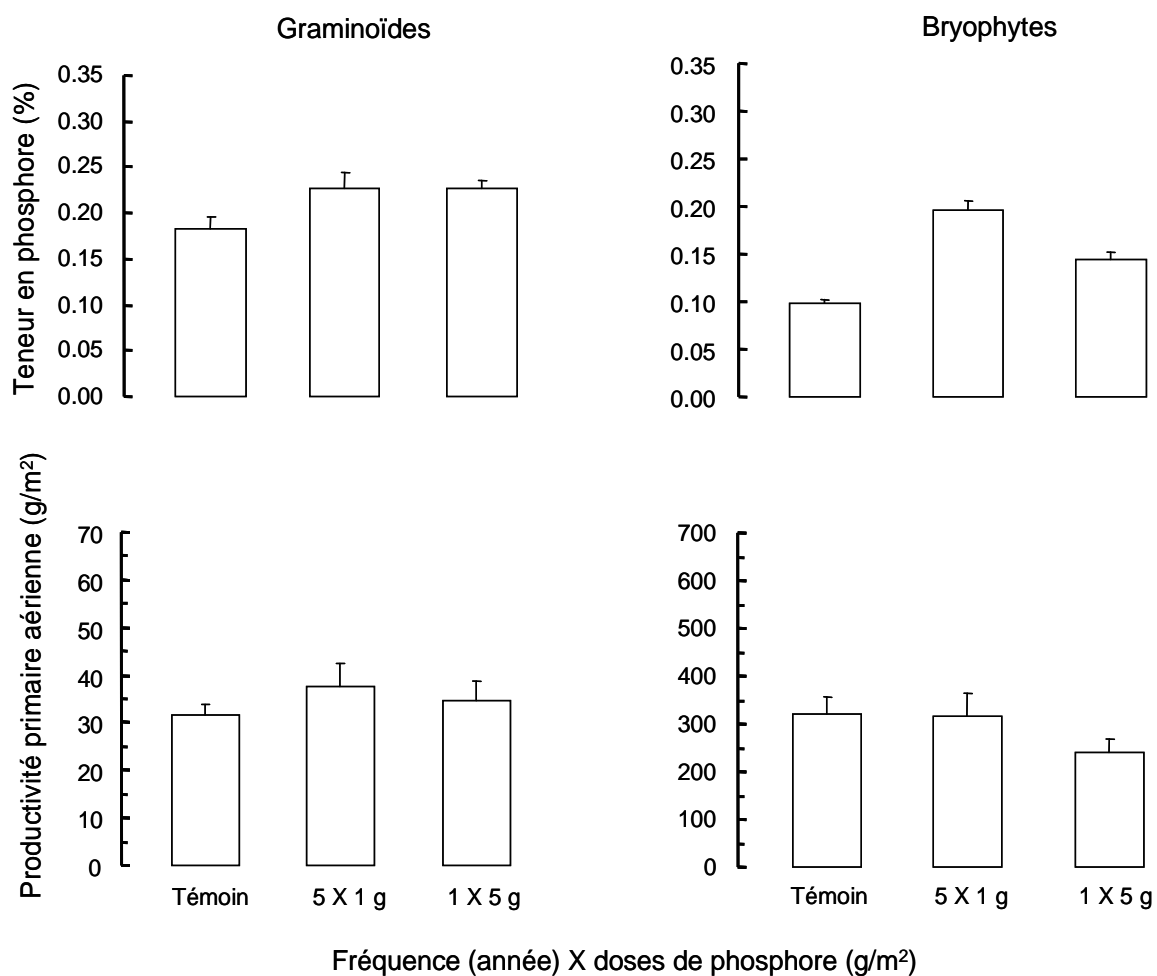 Graminoïdes
Bryophytes
Teneur en phosphore (%)
0.35
0.30
0.25
0.20
0.15
0.10
0.05
0.00
0.35
0.30
0.25
0.20
0.15
0.10
0.05
0.00
Productivité primaire aérienne (g/m²)
70
60
50
40
30
20
10
0
Témoin
5 X 1 g
1 X 5 g
700
600
500
400
300
200
100
0
Témoin
5 X 1 g
1 X 5 g
Fréquence (année) X doses de phosphore (g/m²)